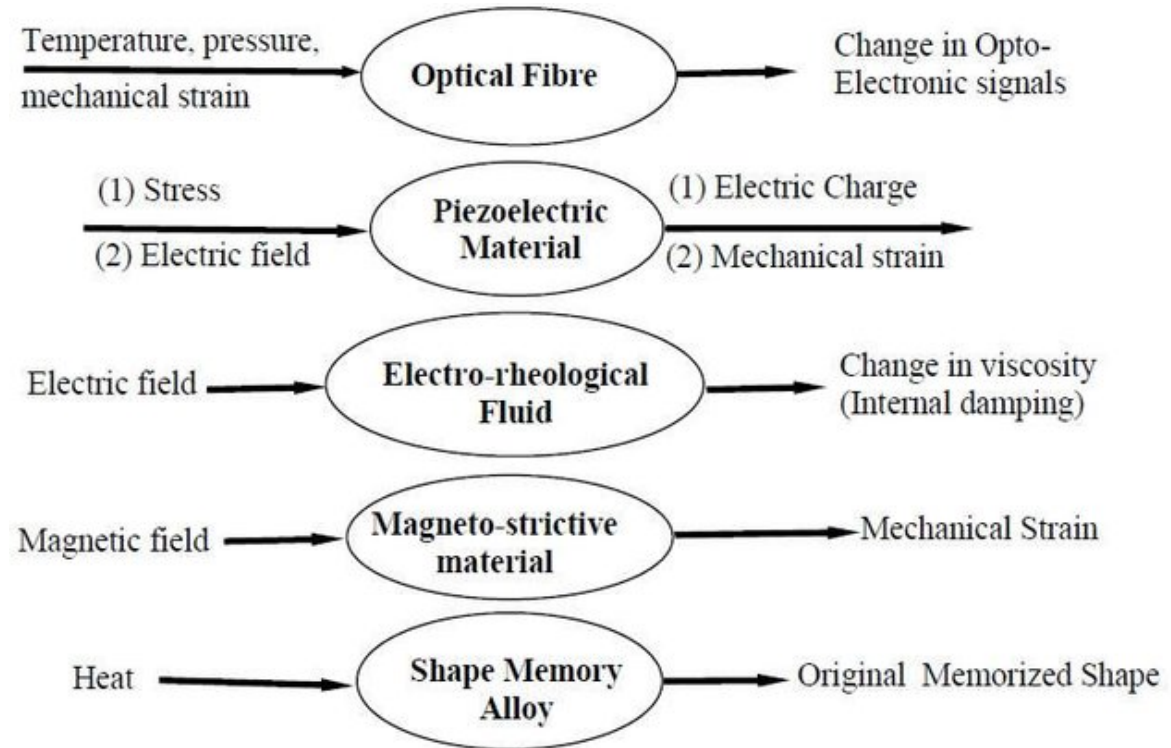 Temperature, pressure,
mechanical strain
Optical Fibre
Change in Opto-
Electronic signals
(1) Stress
(2) Electric field
Piezoelectric
Material
(1) Electric Charge
(2) Mechanical strain
Electric field
Electro-rheological
Fluid
Change in viscosity
(Internal damping)
Magnetic field
Magneto-strictive
material
Mechanical Strain
Heat
Shape Memory
Alloy
Original Memorized Shape